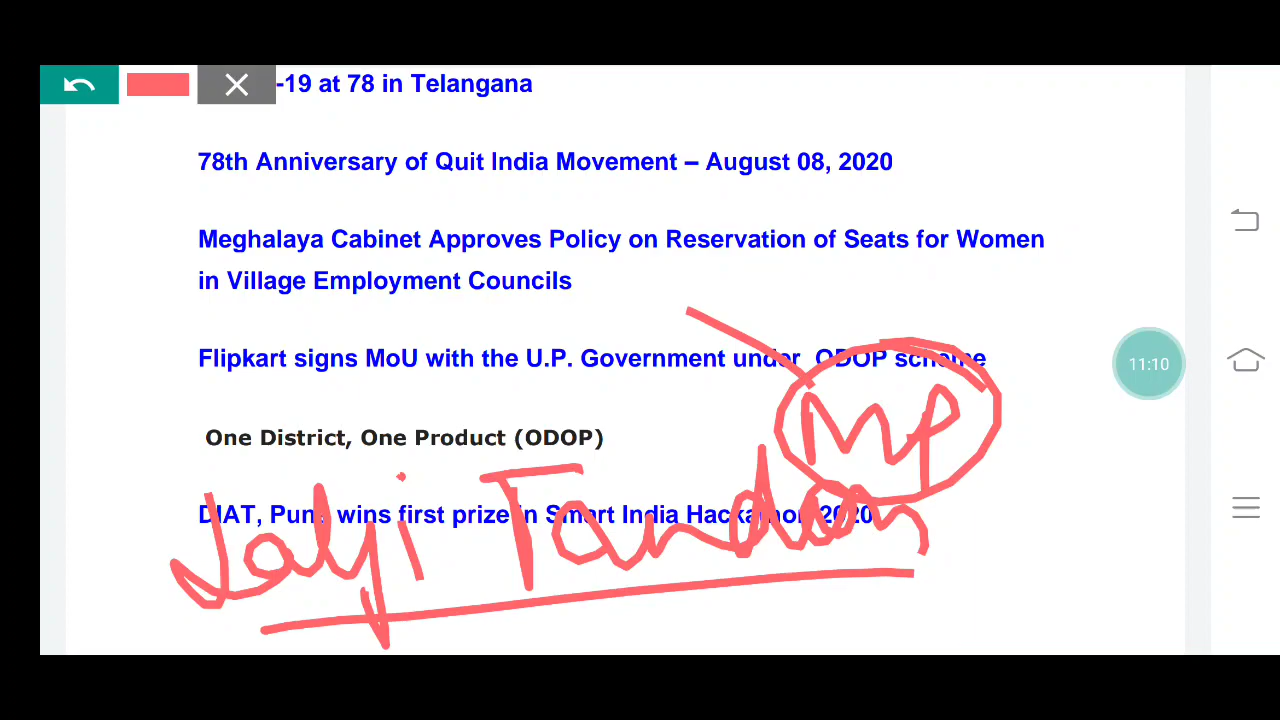 -19 at 78 in Telangana
78th Anniversary of Quit India Movement – August 08, 2020
Meghalaya Cabinet Approves Policy on Reservation of Seats for Women
in Village Employment Councils
Flipkart signs MoU with the U.P. Government under ODOP scheme
11:10
MP
One District, One Product (ODOP)
DIAT, Pune wins first prize in Smart India Hackathon 2020
Lalji Tandon